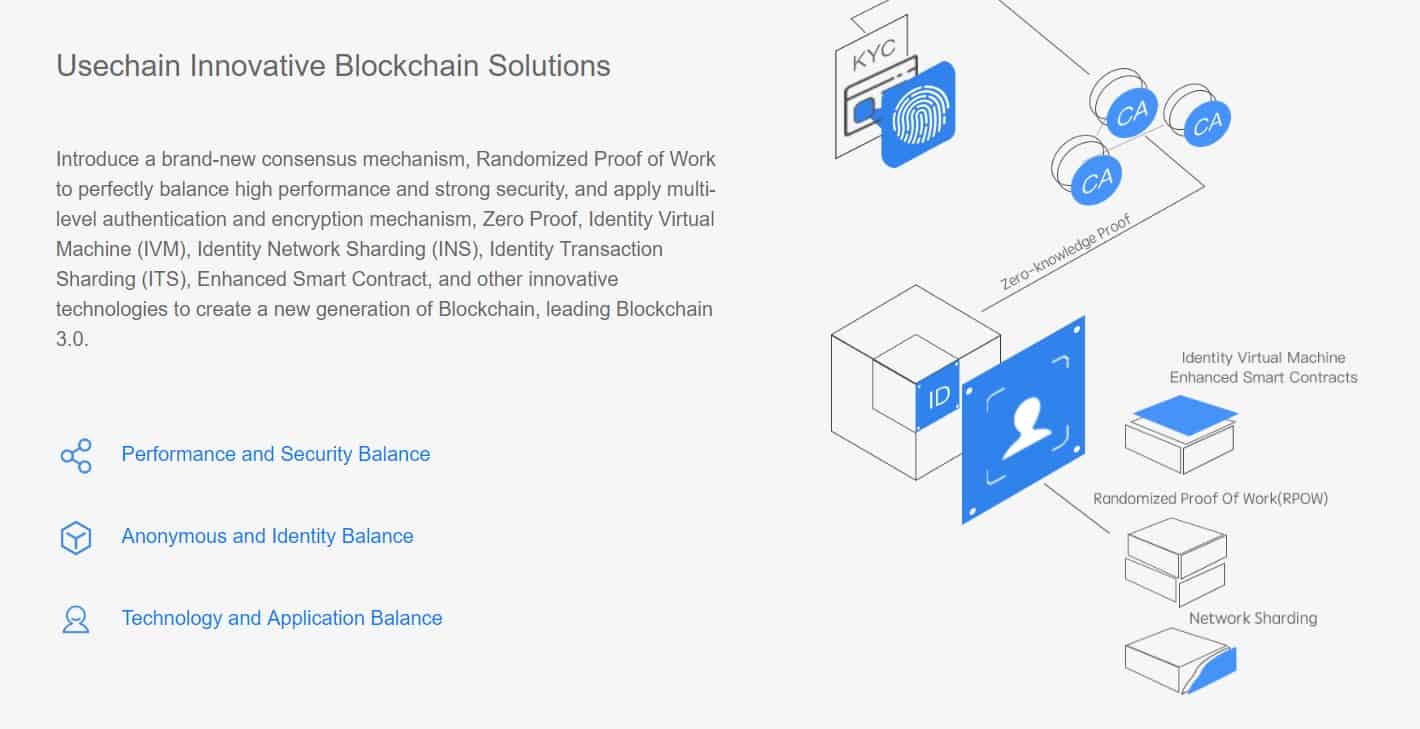 Usechain Innovative Blockchain Solutions
Introduce a brand-new consensus mechanism, Randomized Proof of Work
to perfectly balance high performance and strong security, and apply multi-
level authentication and encryption mechanism, Zero Proof, Identity Virtual
Machine (IVM), Identity Network Sharding (INS), Identity Transaction
Sharding (ITS), Enhanced Smart Contract, and other innovative
technologies to create a new generation of Blockchain, leading Blockchain
3.0.
Performance and Security Balance
Anonymous and Identity Balance
Technology and Application Balance
KYC
CA
CA
CA
Zero-knowledge Proof
ID
Identity Virtual Machine
Enhanced Smart Contracts
Randomized Proof Of Work(RPOW)
Network Sharding